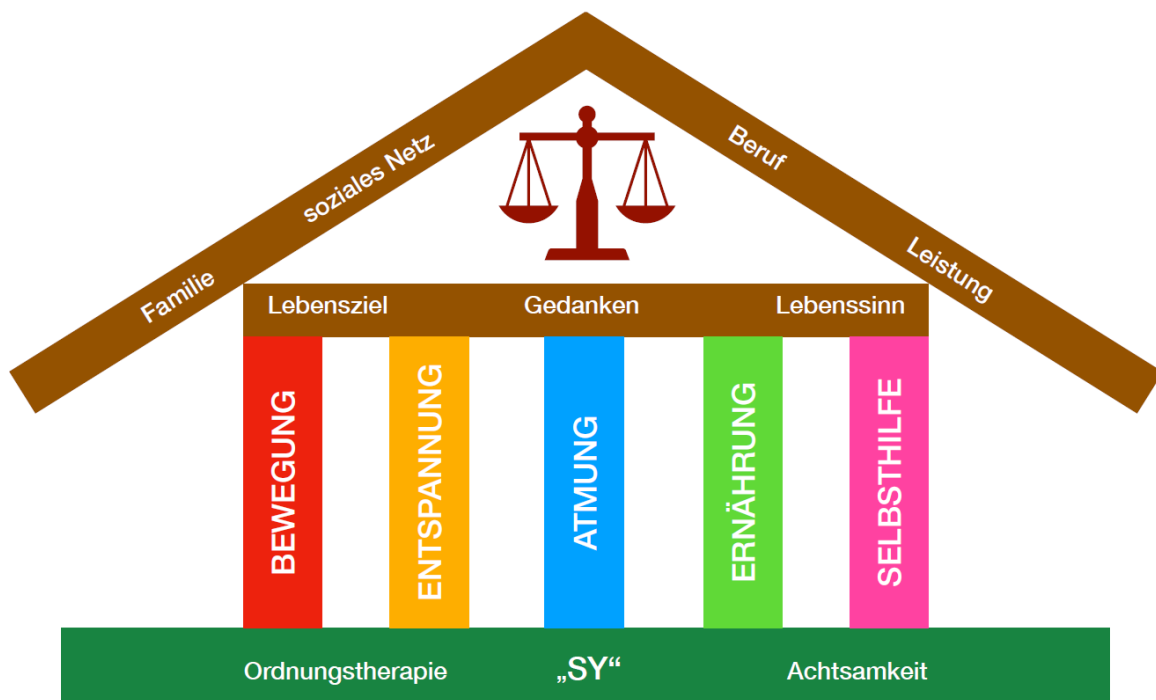 Familie
soziales Netz
Beruf
Leistung
Lebensziel Gedanken Lebenssinn
BEWEGUNG
ENTSPANNUNG
ATMUNG
ERNÄHRUNG
SELBSTHILFE
Ordnungstherapie „SY“ Achtsamkeit